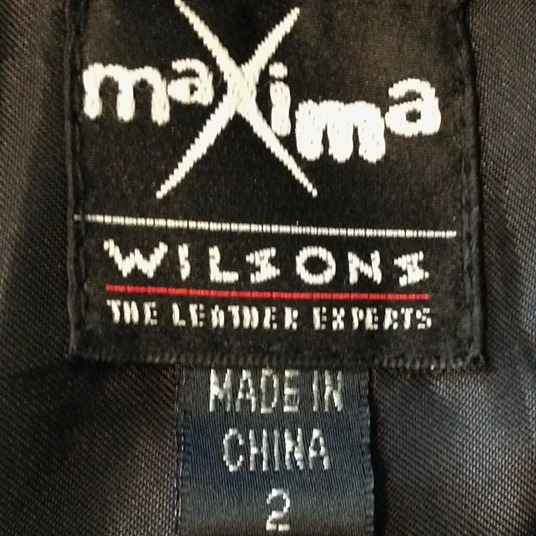 maXima
WILSONS
THE LEATHER EXPERTS
MADE IN
CHINA
2